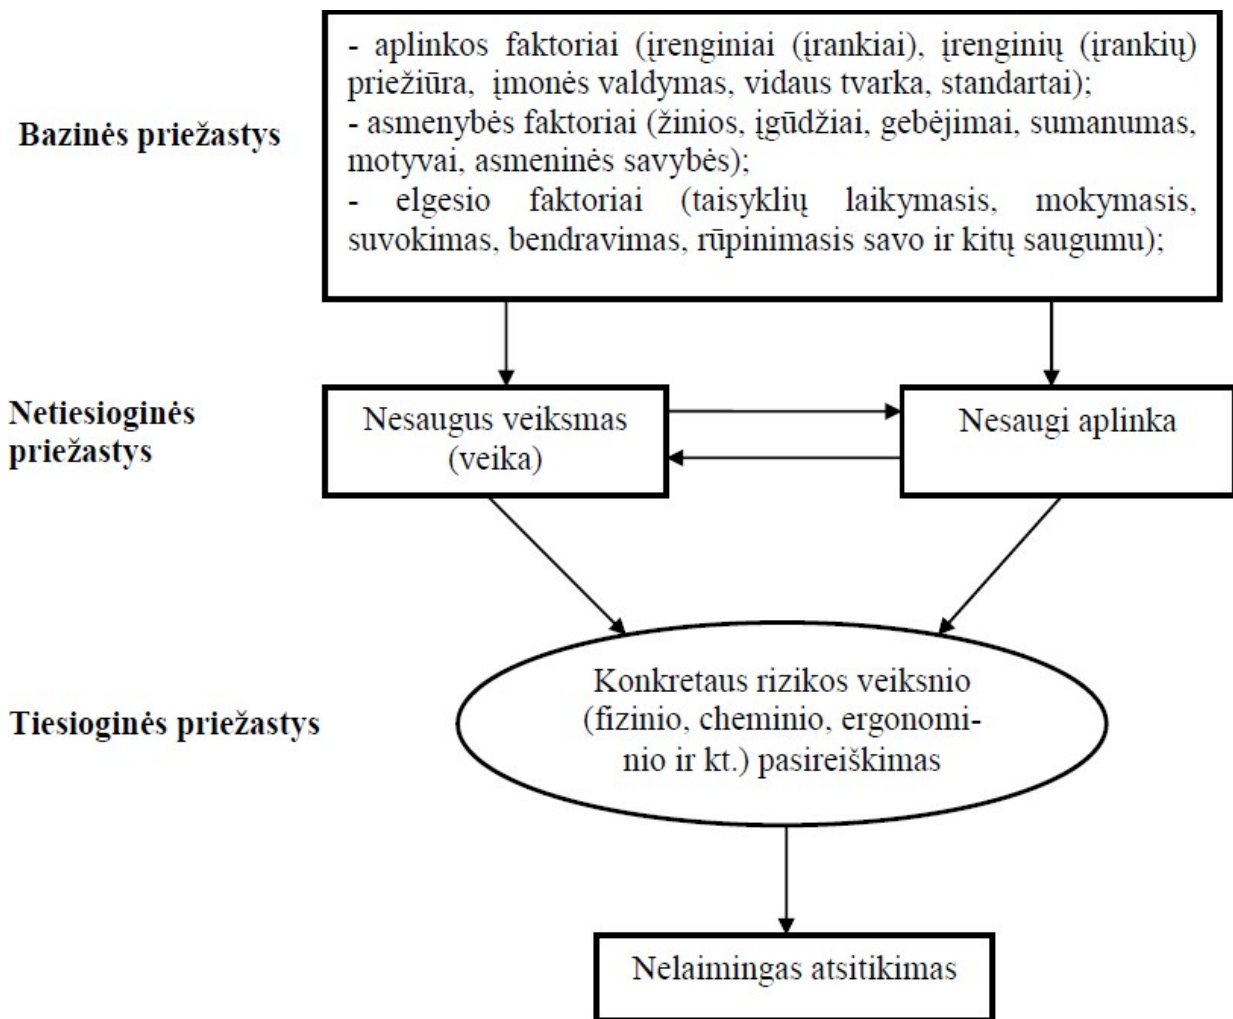 - aplinkos faktoriai (įrenginiai (įrankiai), įrenginių (įrankių)
priežiūra, įmonės valdymas, vidaus tvarka, standartai);
- asmenybės faktoriai (žinios, įgūdžiai, gebėjimai, sumanumas,
motyvai, asmeninės savybės);
- elgesio faktoriai (taisyklių laikymasis, mokymasis,
suvokimas, bendravimas, rūpinimasis savo ir kitų saugumu);
Bazinės priežastys
Netiesioginės
priežastys
Nesaugus veiksmas
(veika)
Nesaugi aplinka
Tiesioginės priežastys
Konkretaus rizikos veiksnio
(fizinio, cheminio, ergonomi-
nio ir kt.) pasireiškimas
Nelaimingas atsitikimas